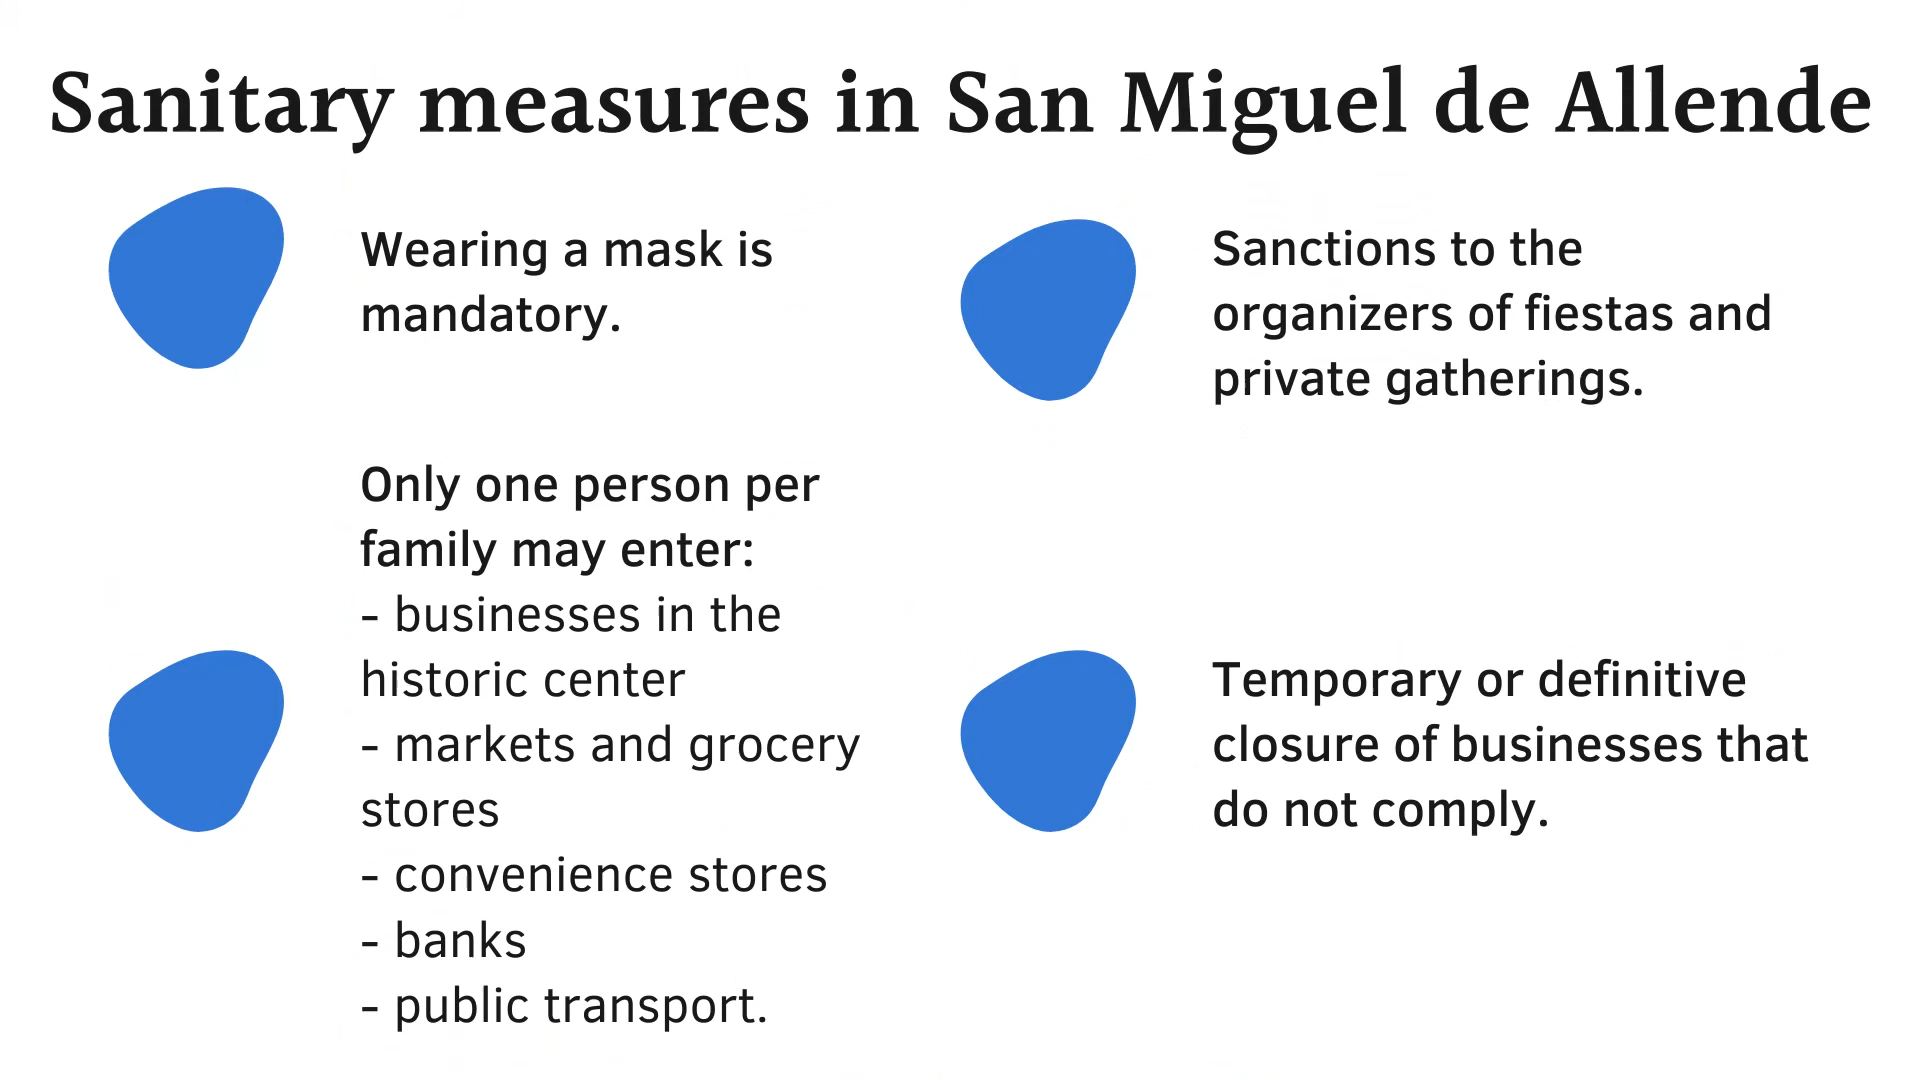 Sanitary measures in San Miguel de Allende
Wearing a mask is
mandatory.
Only one person per
family may enter:
- businesses in the
historic center
- markets and grocery
stores
- convenience stores
- banks
- public transport.
Sanctions to the
organizers of fiestas and
private gatherings.
Temporary or definitive
closure of businesses that
do not comply.